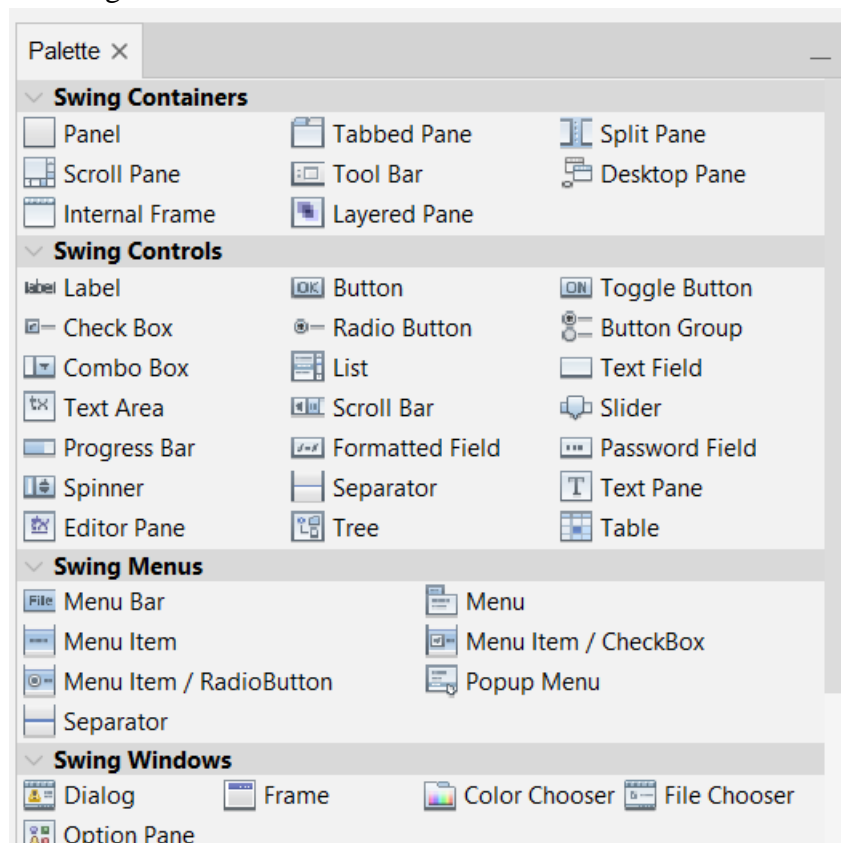 Palette
Swing Containers
Panel Tabbed Pane Split Pane
Scroll Pane Tool Bar Desktop Pane
Internal Frame Layered Pane
Swing Controls
label Label OK Button ON Toggle Button
Check Box Radio Button Button Group
Combo Box List Text Field
Text Area Scroll Bar Slider
Progress Bar Formatted Field Password Field
Spinner Separator T Text Pane
Editor Pane Tree Table
Swing Menus
File Menu Bar Menu
Menu Item Menu Item / CheckBox
Menu Item / RadioButton Popup Menu
Separator
Swing Windows
Dialog Frame Color Chooser File Chooser
Option Pane